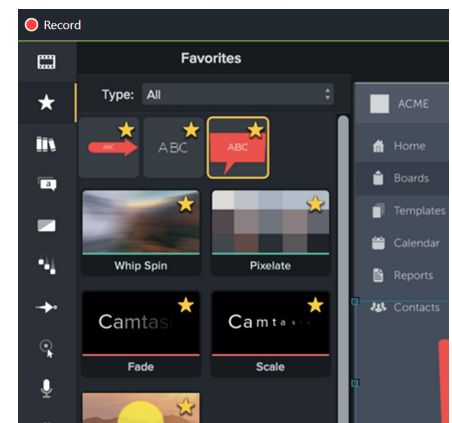 Record
Favorites
Type: All
ABC
ABC
ABC
Whip Spin
Pixelate
Camtas
Camtas
Fade
Scale
a
ACME
Home
Boards
Templates
Calendar
Reports
Contacts